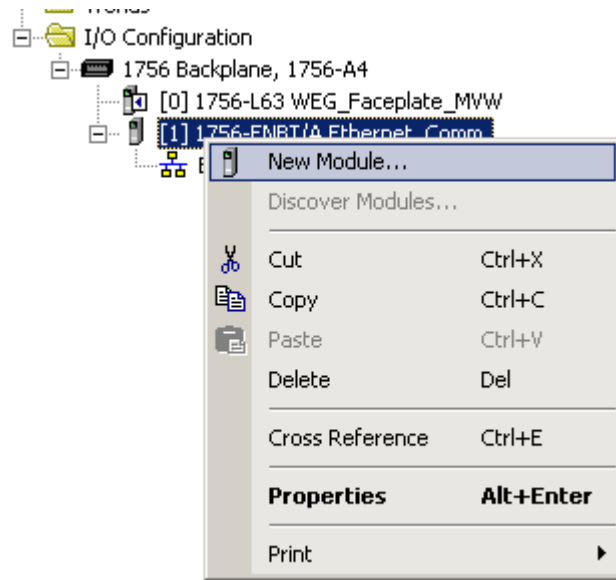 I/O Configuration
1756 Backplane, 1756-A4
[0] 1756-L63 WEG_Faceplate_MVW
[1] 1756-ENBT/A Ethernet_Comm
New Module...
Discover Modules...
Cut Ctrl+X
Copy Ctrl+C
Paste Ctrl+V
Delete Del
Cross Reference Ctrl+E
Properties Alt+Enter
Print